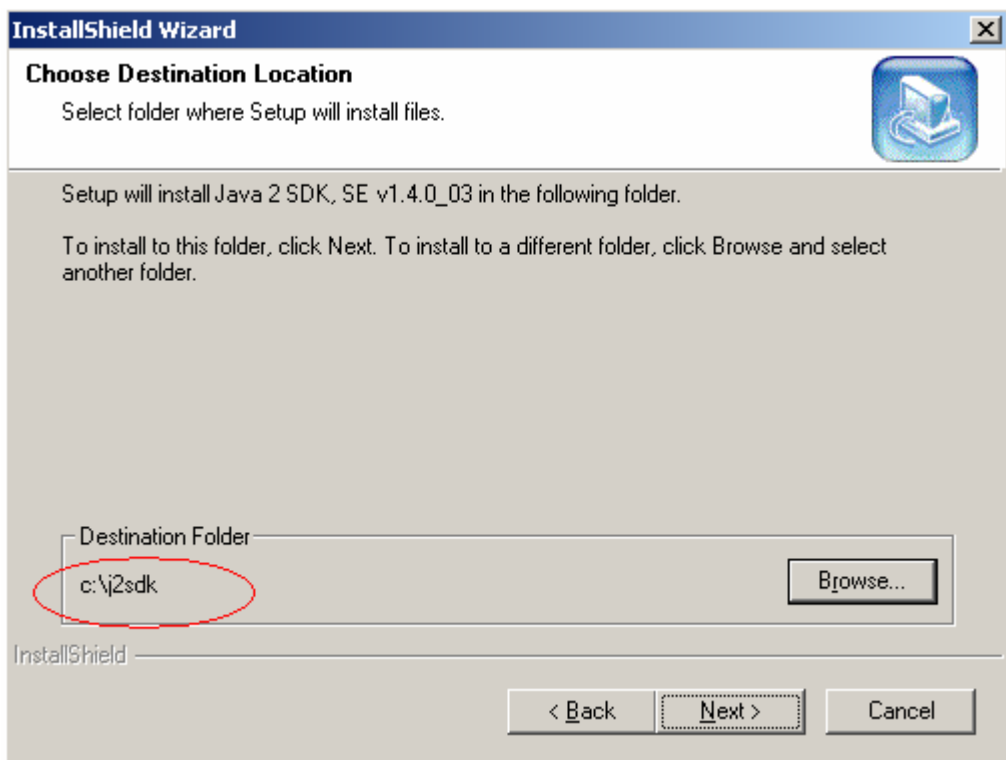 InstallShield Wizard
Choose Destination Location
Select folder where Setup will install files.
Setup will install Java 2 SDK, SE v1.4.0_03 in the following folder.
To install to this folder, click Next. To install to a different folder, click Browse and select
another folder.
Destination Folder
c:\j2sdk
Browse...
InstallShield
< Back
Next >
Cancel